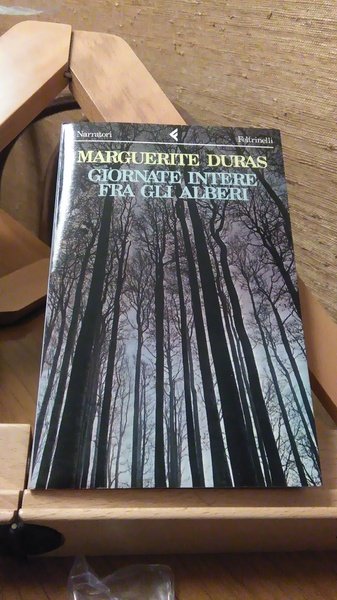 Narratori Feltrinelli
MARGUERITE DURAS
GIORNATE INTERE
FRA GLI ALBERI